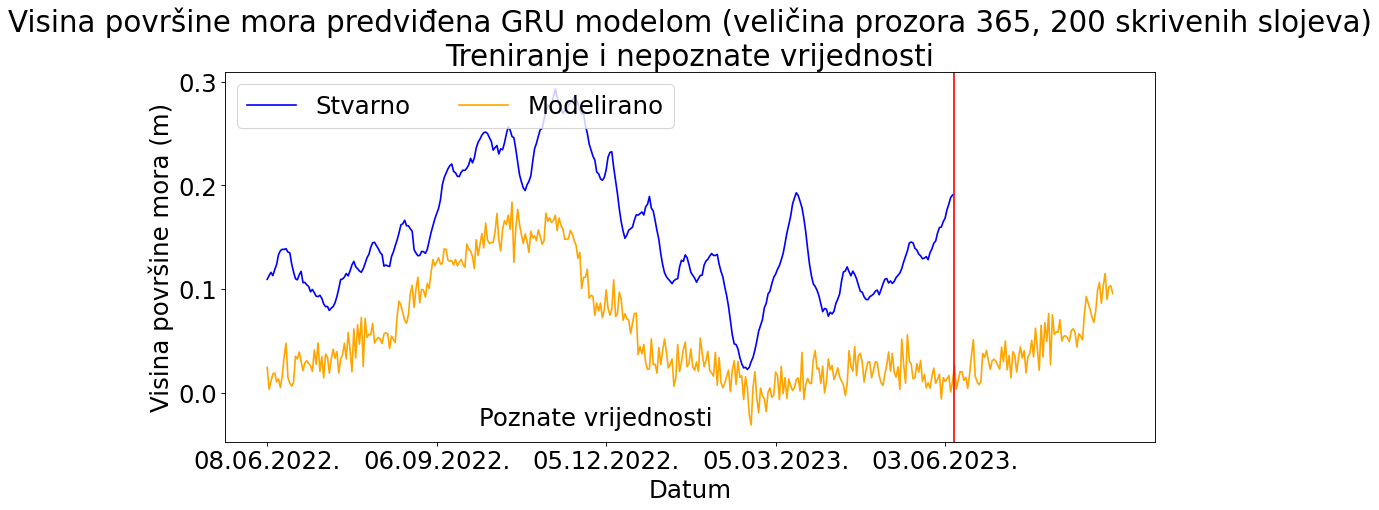 Visina površine mora predviđena GRU modelom (veličina prozora 365, 200 skrivenih slojeva)
Treniranje i nepoznate vrijednosti
Stvarno Modelirano
Visina površine mora (m)
0.3
0.2
0.1
0.0
Poznate vrijednosti
08.06.2022. 06.09.2022. 05.12.2022. 05.03.2023. 03.06.2023.
Datum